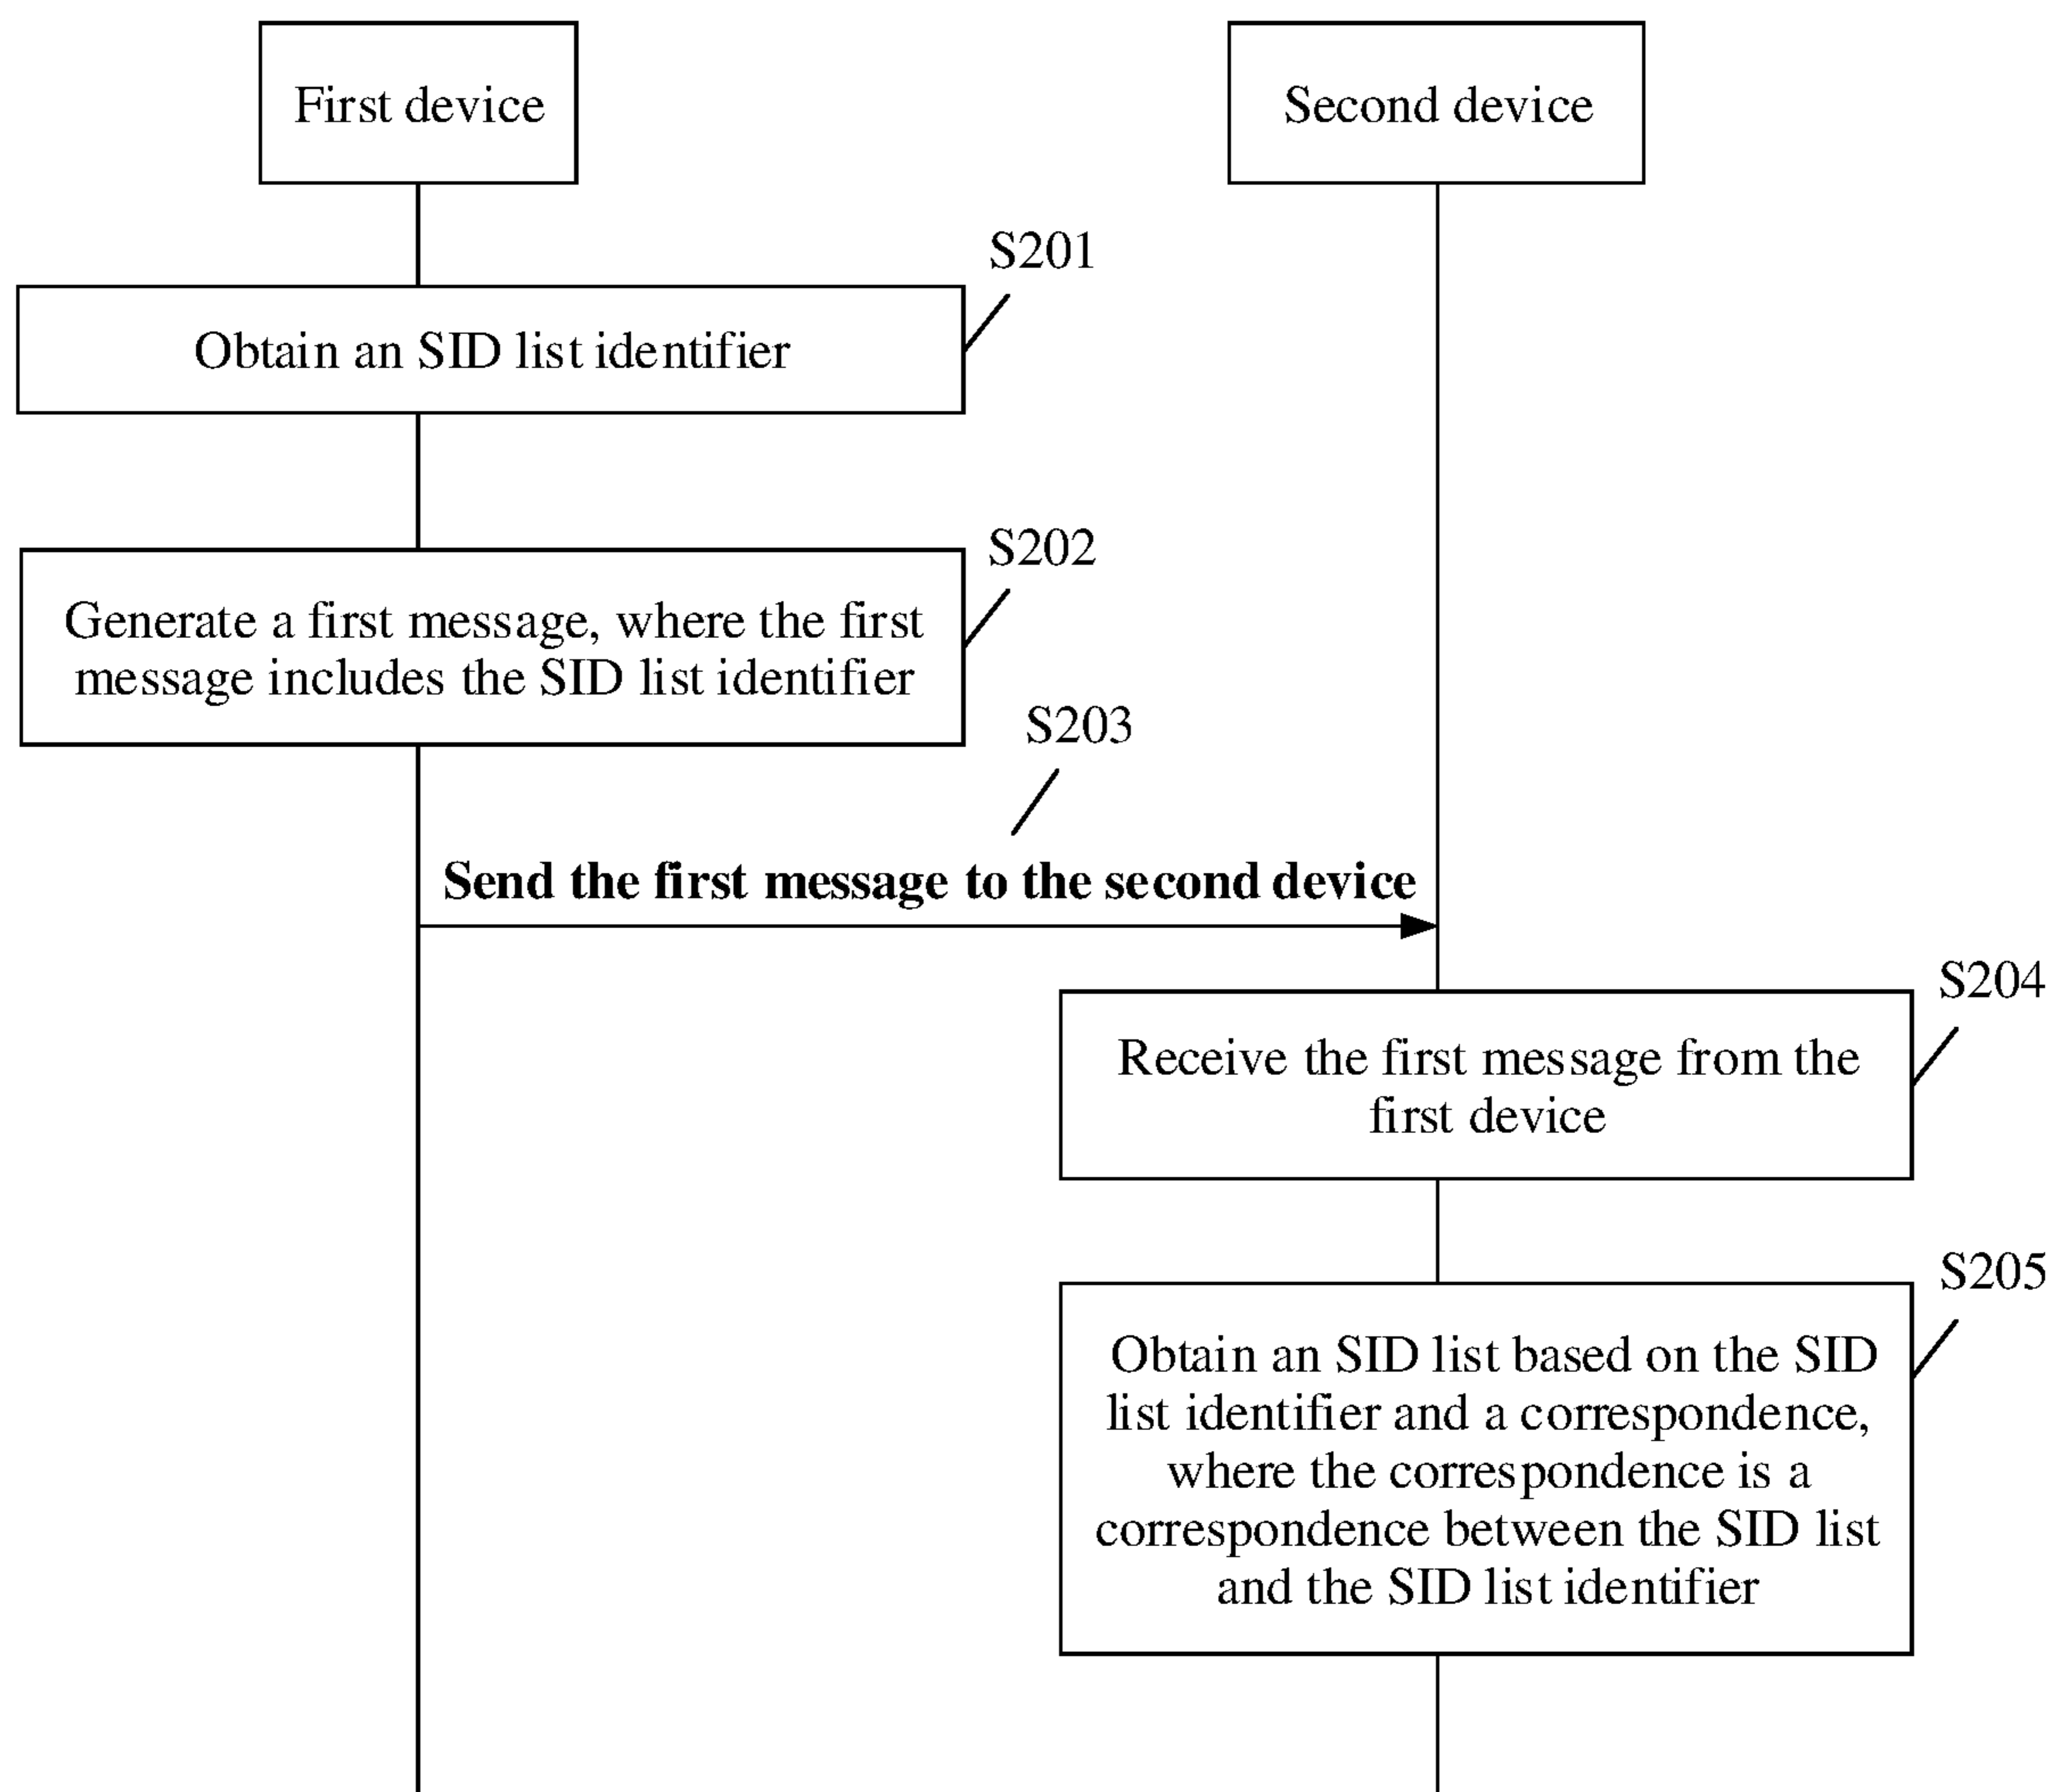 First device
Second device
S201
Obtain an SID list identifier
S202
Generate a first message, where the first
message includes the SID list identifier
S203
Send the first message to the second device
S204
Receive the first message from the
first device
S205
Obtain an SID list based on the SID
list identifier and a correspondence,
where the correspondence is a
correspondence between the SID list
and the SID list identifier